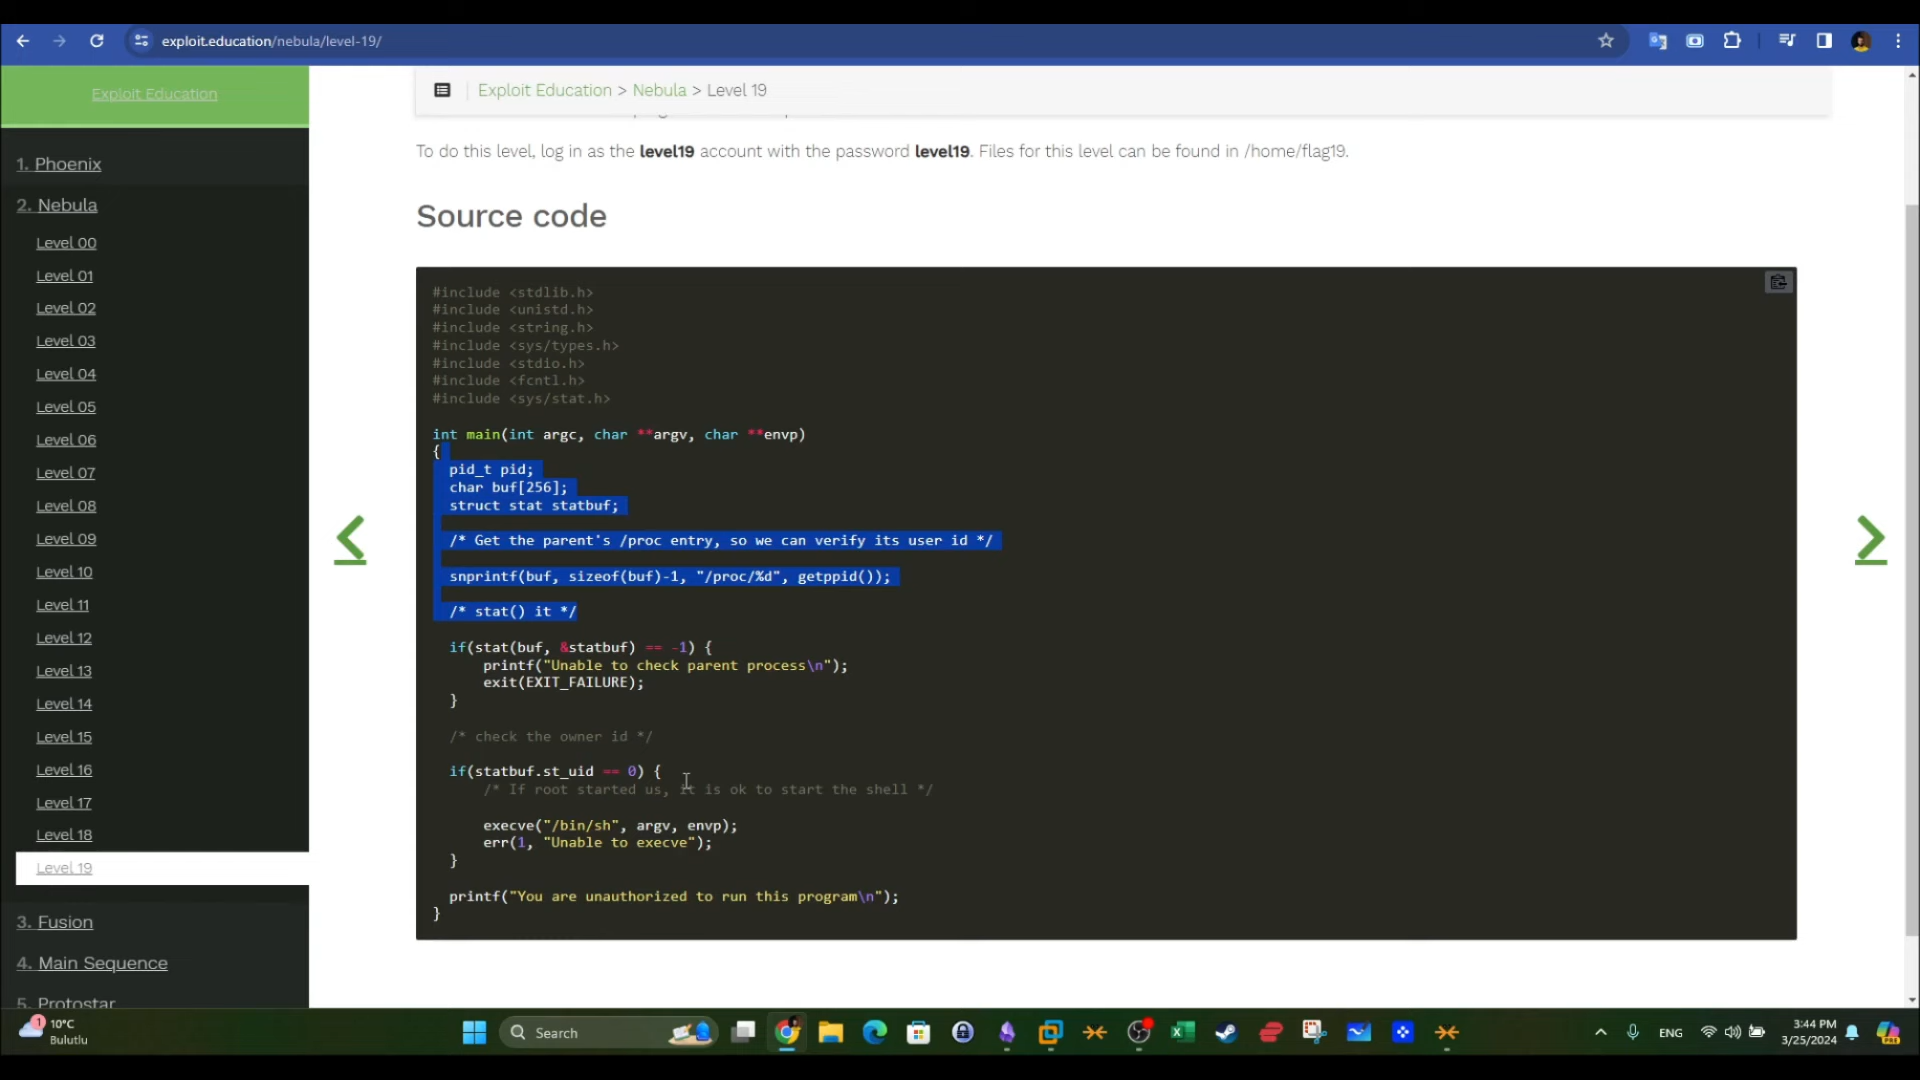 exploit.education/nebula/level-19/
Exploit Education
1. Phoenix
2. Nebula
Level 00
Level 01
Level 02
Level 03
Level 04
Level 05
Level 06
Level 07
Level 08
Level 09
Level 10
Level 11
Level 12
Level 13
Level 14
Level 15
Level 16
Level 17
Level 18
Level 19
3. Fusion
4. Main Sequence
5. Protostar
Exploit Education > Nebula > Level 19
To do this level, log in as the level19 account with the password level19. Files for this level can be found in /home/flag19.
Source code
#include <stdlib.h>
#include <unistd.h>
#include <string.h>
#include <sys/types.h>
#include <stdio.h>
#include <fcntl.h>
#include <sys/stat.h>
int main(int argc, char **argv, char **envp)
{
pid_t pid;
char buf[256];
struct stat statbuf;
/* Get the parent's /proc entry, so we can verify its user id */
snprintf(buf, sizeof(buf)-1, "/proc/%d", getppid());
/* stat() it */
if(stat(buf, &statbuf) == -1) {
printf("Unable to check parent process\n");
exit(EXIT_FAILURE);
}
/* check the owner id */
if(statbuf.st_uid == 0) {
/* If root started us, it is ok to start the shell */
execve("/bin/sh", argv, envp);
err(1, "Unable to execve");
}
printf("You are unauthorized to run this program\n");
}
1
10°C
Bulutlu
Search
ENG
3:44 PM
3/25/2024